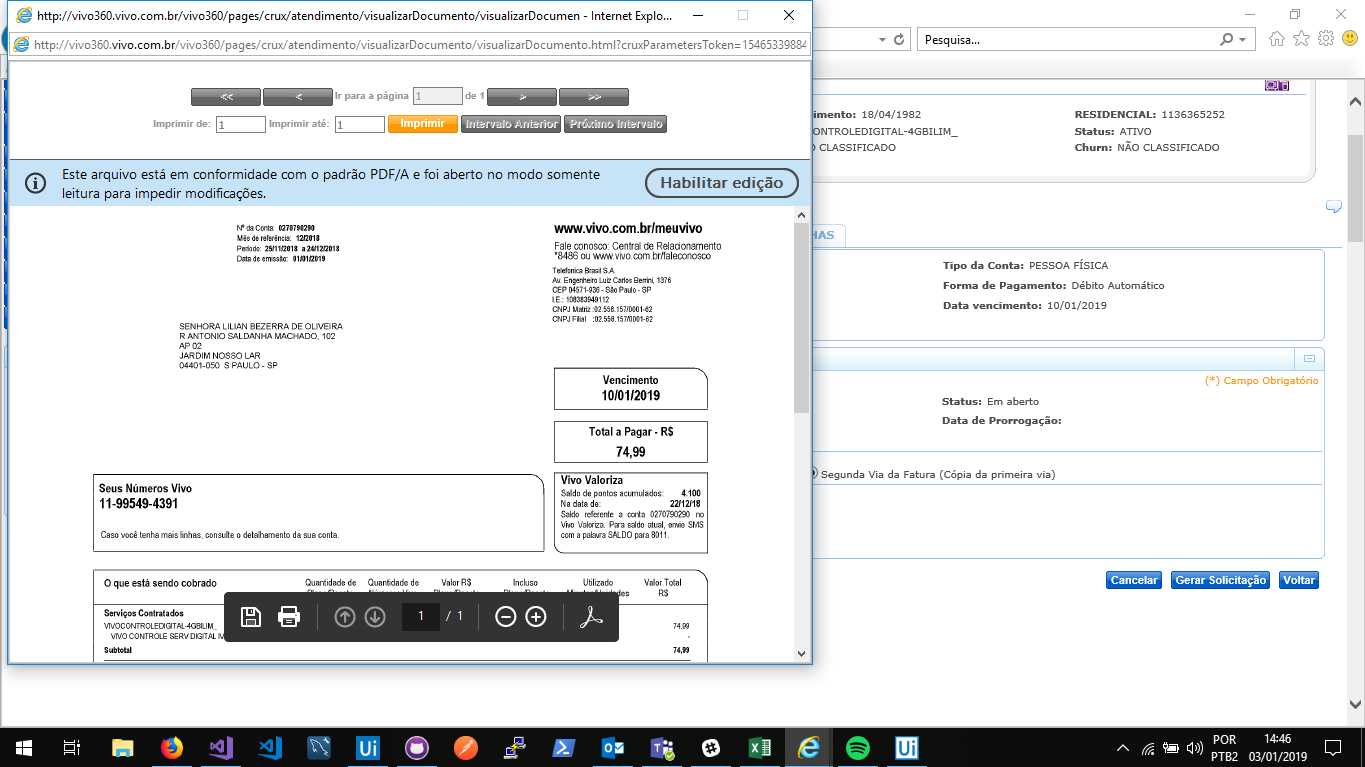 http://vivo360.vivo.com.br/vivo360/pages/crux/atendimento/visualizarDocumento/visualizarDocumen - Internet Explo...
http://vivo360.vivo.com.br/vivo360/pages/crux/atendimento/visualizarDocumento/visualizarDocumento.html?cruxParametersToken=15465339884
Pesquisa...
<< < Ir para a página 1 de 1 > >>
Imprimir de: 1 Imprimir até: 1 Imprimir Intervalo Anterior Próximo Intervalo
Este arquivo está em conformidade com o padrão PDF/A e foi aberto no modo somente
leitura para impedir modificações.
Habilitar edição
Nº da Conta: 0270790290
Mês de referência: 12/2018
Período: 25/11/2018 a 24/12/2018
Data de emissão: 01/01/2019
www.vivo.com.br/meuvivo
Fale conosco: Central de Relacionamento
*8486 ou www.vivo.com.br/faleconosco
Telefonica Brasil S.A.
Av. Engenheiro Luiz Carlos Berrini, 1376
CEP 04571-936 - São Paulo - SP
I.E.: 108383949112
CNPJ Matriz :02.558.157/0001-62
CNPJ Filial :02.558.157/0001-62
SENHORA LILIAN BEZERRA DE OLIVEIRA
R ANTONIO SALDANHA MACHADO, 102
AP 02
JARDIM NOSSO LAR
04401-050 S PAULO - SP
Vencimento
10/01/2019
Total a Pagar - R$
74,99
Seus Números Vivo
11-99549-4391
Caso você tenha mais linhas, consulte o detalhamento da sua conta.
Vivo Valoriza
Saldo de pontos acumulados: 4.100
Na data de: 22/12/18
Saldo referente a conta 0270790290 no
Vivo Valoriza. Para saldo atual, envie SMS
com a palavra SALDO para 8011.
O que está sendo cobrado Quantidade de Quantidade de Valor R$ Incluso Utilizado Valor Total
R$
Serviços Contratados
VIVOCONTROLEDIGITAL-4GBILIM_ 74,99
VIVO CONTROLE SERV DIGITAL IV -
Subtotal 74,99
1 / 1
imento: 18/04/1982 RESIDENCIAL: 1136365252
ONTROLEDIGITAL-4GBILIM_ Status: ATIVO
O CLASSIFICADO Churn: NÃO CLASSIFICADO
HAS
Tipo da Conta: PESSOA FÍSICA
Forma de Pagamento: Débito Automático
Data vencimento: 10/01/2019
(*) Campo Obrigatório
Status: Em aberto
Data de Prorrogação:
Segunda Via da Fatura (Cópia da primeira via)
Cancelar Gerar Solicitação Voltar
Ui Ui
POR
PTB2
14:46
03/01/2019